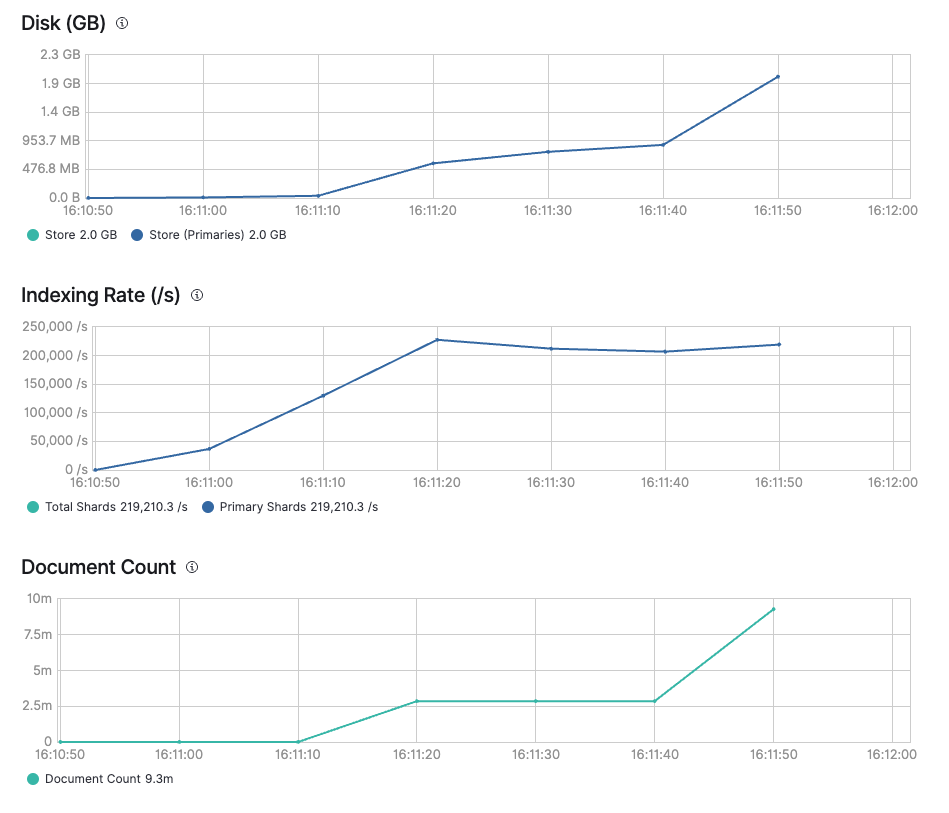 Disk (GB)
2.3 GB
1.9 GB
1.4 GB
953.7 MB
476.8 MB
0.0 B
16:10:50 16:11:00 16:11:10 16:11:20 16:11:30 16:11:40 16:11:50 16:12:00
Store 2.0 GB Store (Primaries) 2.0 GB
Indexing Rate (/s)
250,000 /s
200,000 /s
150,000 /s
100,000 /s
50,000 /s
0 /s
16:10:50 16:11:00 16:11:10 16:11:20 16:11:30 16:11:40 16:11:50 16:12:00
Total Shards 219,210.3 /s Primary Shards 219,210.3 /s
Document Count
10m
7.5m
5m
2.5m
0
16:10:50 16:11:00 16:11:10 16:11:20 16:11:30 16:11:40 16:11:50 16:12:00
Document Count 9.3m